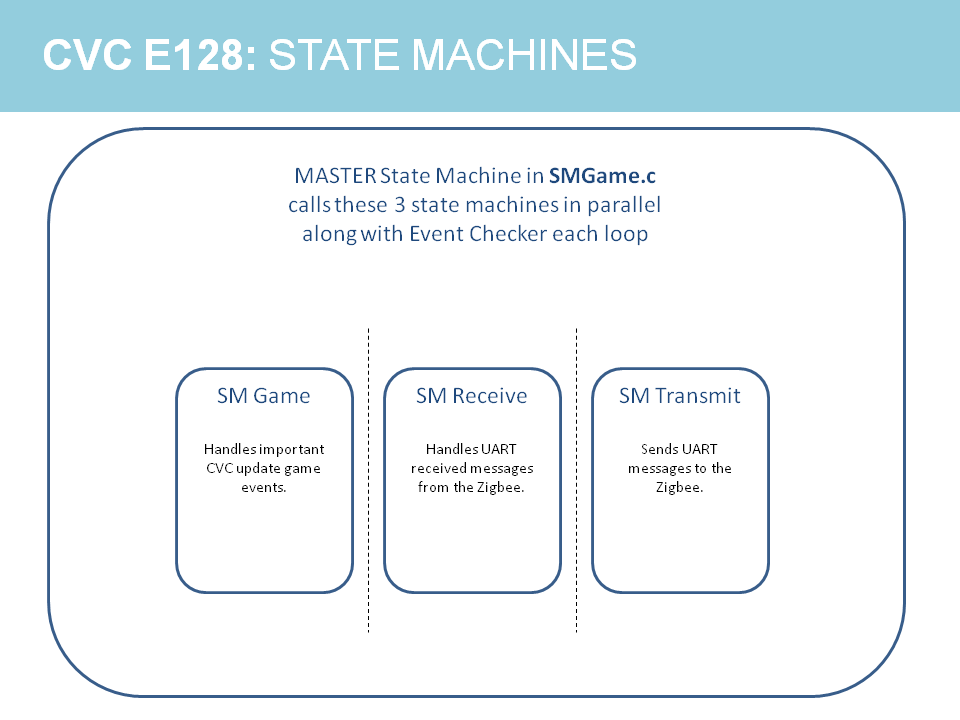 CVC E128: STATE MACHINES
MASTER State Machine in SMGame.c
calls these 3 state machines in parallel
along with Event Checker each loop
SM Game
Handles important
CVC update game
events.
SM Receive
Handles UART
received messages
from the Zigbee.
SM Transmit
Sends UART
messages to the
Zigbee.